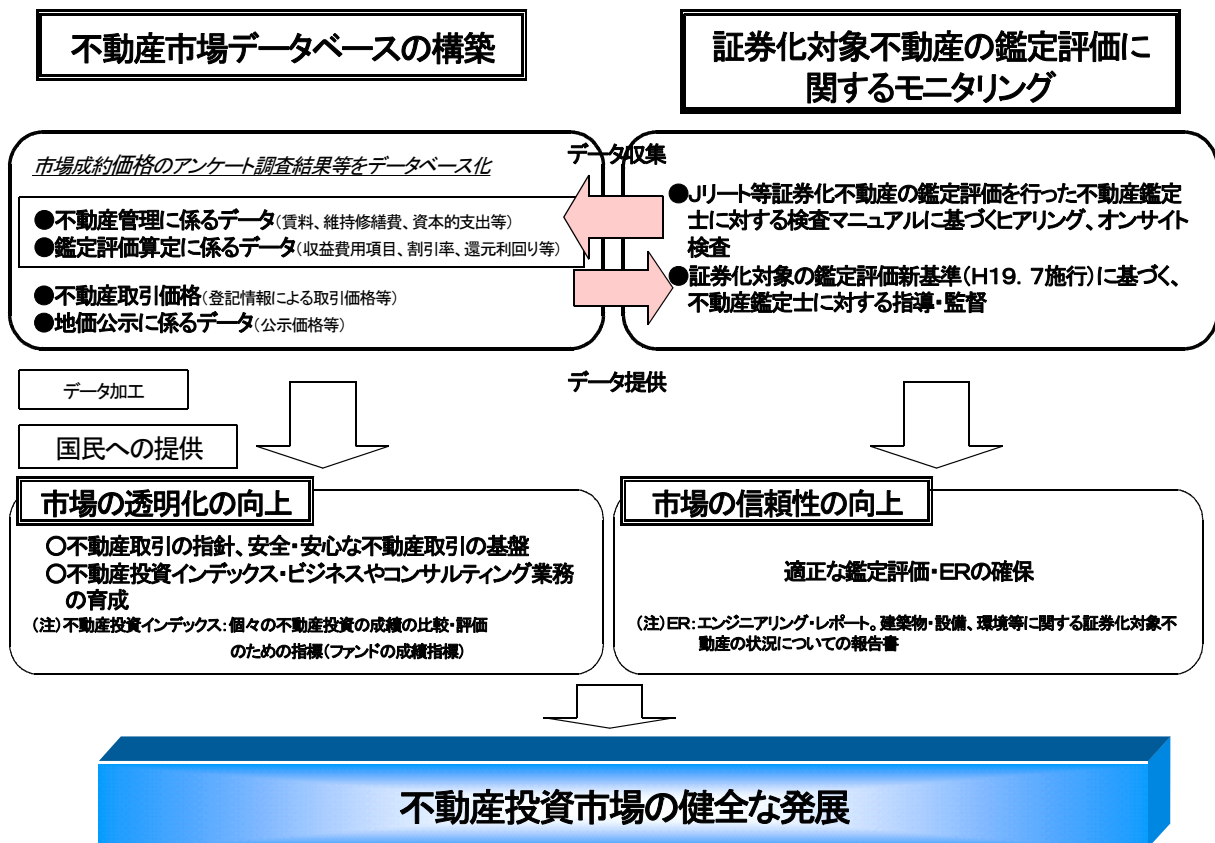 不動産市場データベースの構築
証券化対象不動産の鑑定評価に
関するモニタリング
市場成約価格のアンケート調査結果等をデータベース化
●不動産管理に係るデータ(賃料、維持修繕費、資本的支出等)
●鑑定評価算定に係るデータ(収益費用項目、割引率、還元利回り等)
●不動産取引価格(登記情報による取引価格等)
●地価公示に係るデータ(公示価格等)
データ収集
●Jリート等証券化不動産の鑑定評価を行った不動産鑑定
士に対する検査マニュアルに基づくヒアリング、オンサイト
検査
●証券化対象の鑑定評価新基準(H19．7施行)に基づく、
不動産鑑定士に対する指導・監督
データ提供
データ加工
国民への提供
市場の透明化の向上
○不動産取引の指針、安全・安心な不動産取引の基盤
○不動産投資インデックス・ビジネスやコンサルティング業務
の育成
(注)不動産投資インデックス：個々の不動産投資の成績の比較・評価
のための指標(ファンドの成績指標)
市場の信頼性の向上
適正な鑑定評価・ERの確保
(注)ER：エンジニアリング・レポート。建築物・設備、環境等に関する証券化対象不
動産の状況についての報告書
不動産投資市場の健全な発展